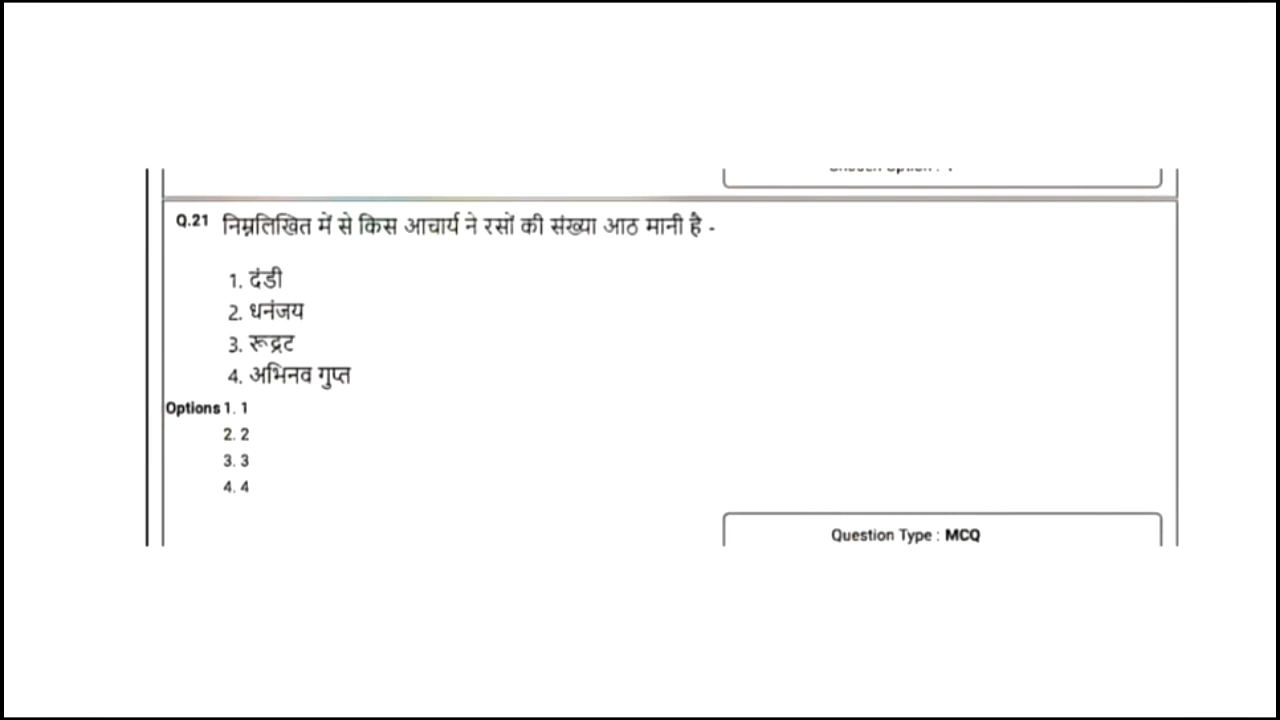 Q.21 निम्नलिखित में से किस आचार्य ने रसों की संख्या आठ मानी है -
1. दंडी
2. धनंजय
3. रूद्रट
4. अभिनव गुप्त
Options 1. 1
2. 2
3. 3
4. 4
Question Type : MCQ